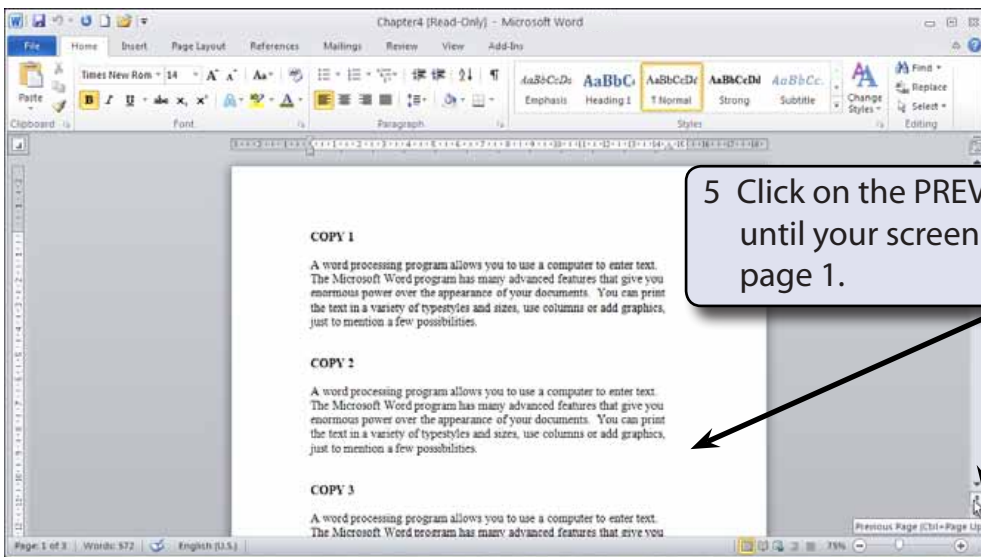 Chapter4 [Read-Only] - Microsoft Word
File Home Insert Page Layout References Mailings Review View Add-Ins
Times New Rom 14 A A Aa
Paste B I U abc x, x' A
AaBbCcDc AaBbC AaBbCcDc AaBbCcDd AaBbCc.
Emphasis Heading 1 ¶ Normal Strong Subtitle
Change Styles
Find
Replace
Select
Clipboard Font Paragraph Styles Editing
5 Click on the PREV
until your screen
page 1.
COPY 1
A word processing program allows you to use a computer to enter text.
The Microsoft Word program has many advanced features that give you
enormous power over the appearance of your documents. You can print
the text in a variety of typestyles and sizes, use columns or add graphics,
just to mention a few possibilities.
COPY 2
A word processing program allows you to use a computer to enter text.
The Microsoft Word program has many advanced features that give you
enormous power over the appearance of your documents. You can print
the text in a variety of typestyles and sizes, use columns or add graphics,
just to mention a few possibilities.
COPY 3
A word processing program allows you to use a computer to enter text.
The Microsoft Word program has many advanced features that give you
Previous Page (Ctrl+Page Up
Page: 1 of 3 Words: 572 English (U.S.) 75%